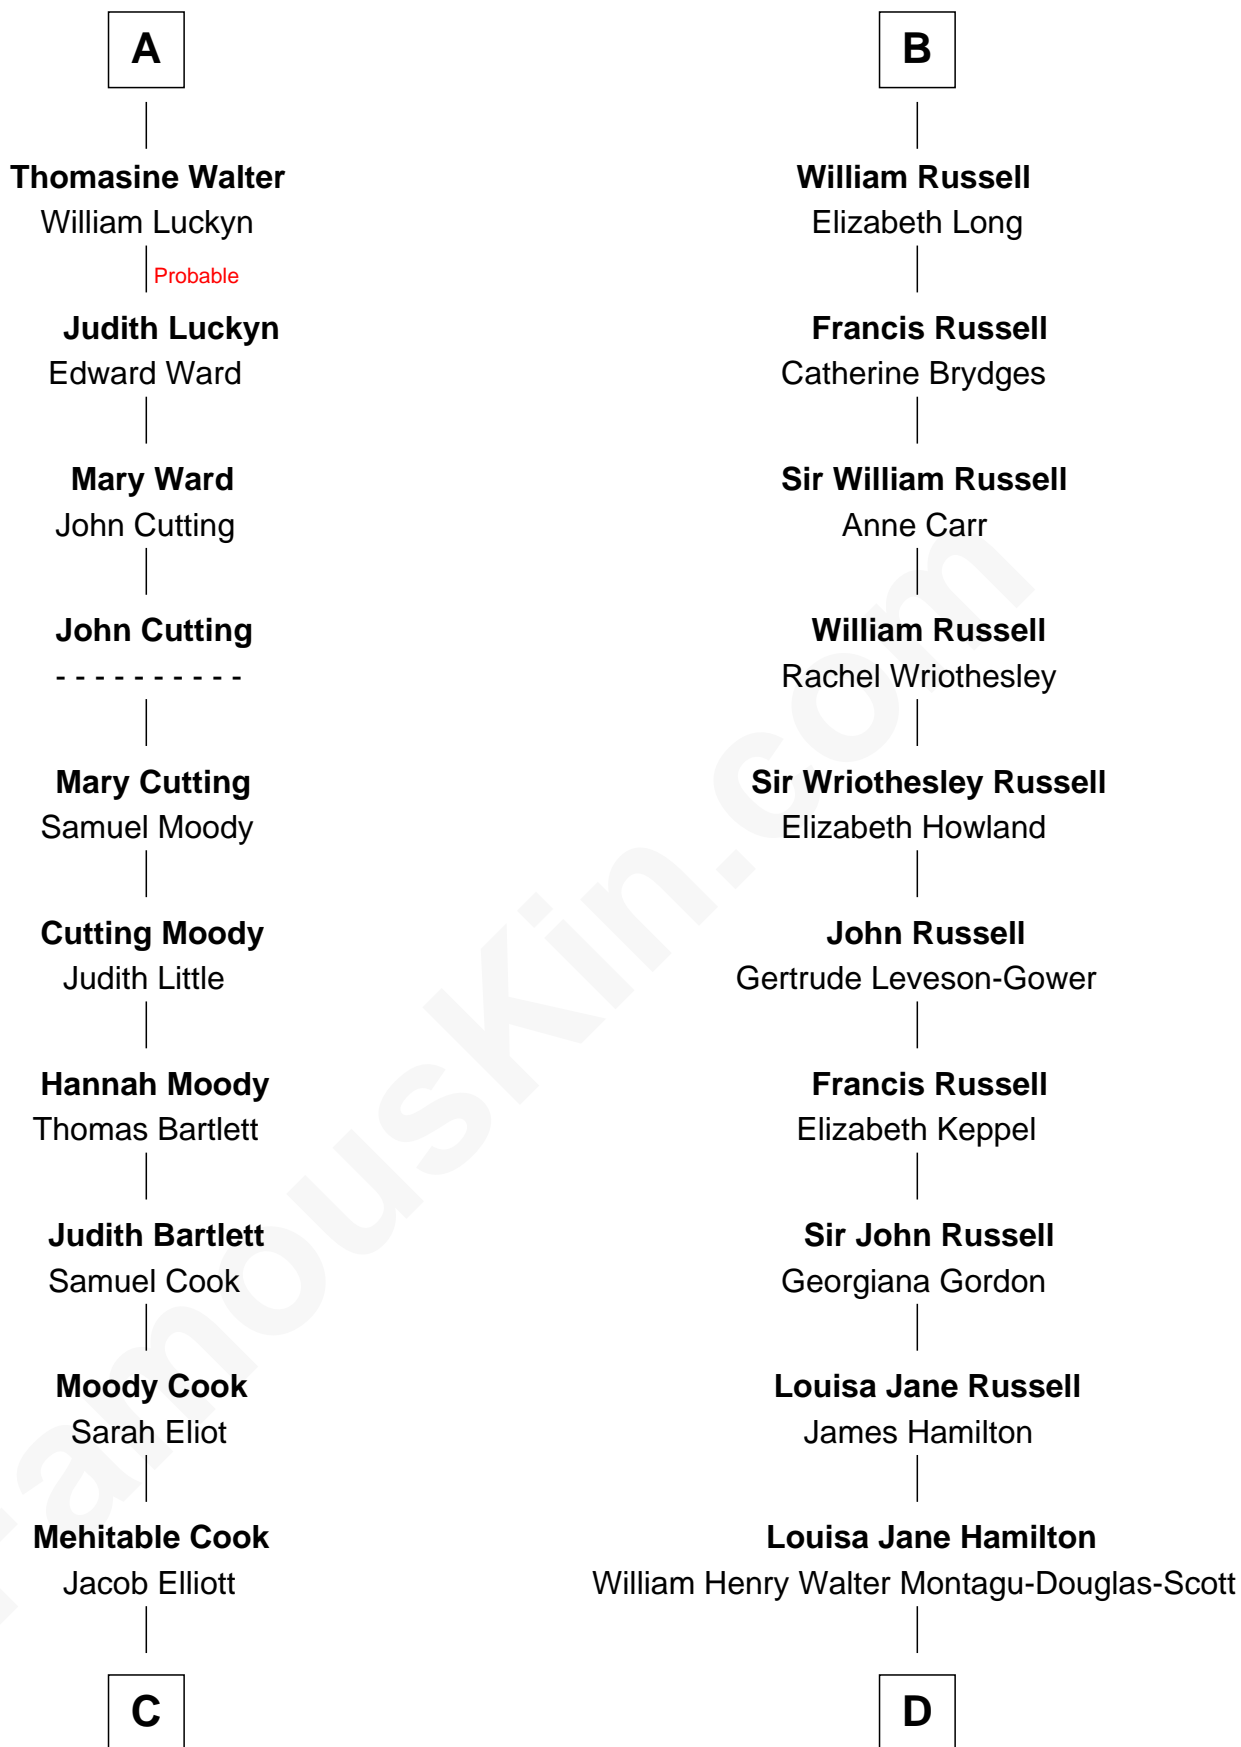 A
Thomasine Walter
William Luckyn
Probable
Judith Luckyn
Edward Ward
Mary Ward
John Cutting
John Cutting
- - - - - - - - - -
Mary Cutting
Samuel Moody
Cutting Moody
Judith Little
Hannah Moody
Thomas Bartlett
Judith Bartlett
Samuel Cook
Moody Cook
Sarah Eliot
Mehitable Cook
Jacob Elliott
C
B
William Russell
Elizabeth Long
Francis Russell
Catherine Brydges
Sir William Russell
Anne Carr
William Russell
Rachel Wriothesley
Sir Wriothesley Russell
Elizabeth Howland
John Russell
Gertrude Leveson-Gower
Francis Russell
Elizabeth Keppel
Sir John Russell
Georgiana Gordon
Louisa Jane Russell
James Hamilton
Louisa Jane Hamilton
William Henry Walter Montagu-Douglas-Scott
D
FamousKin.com